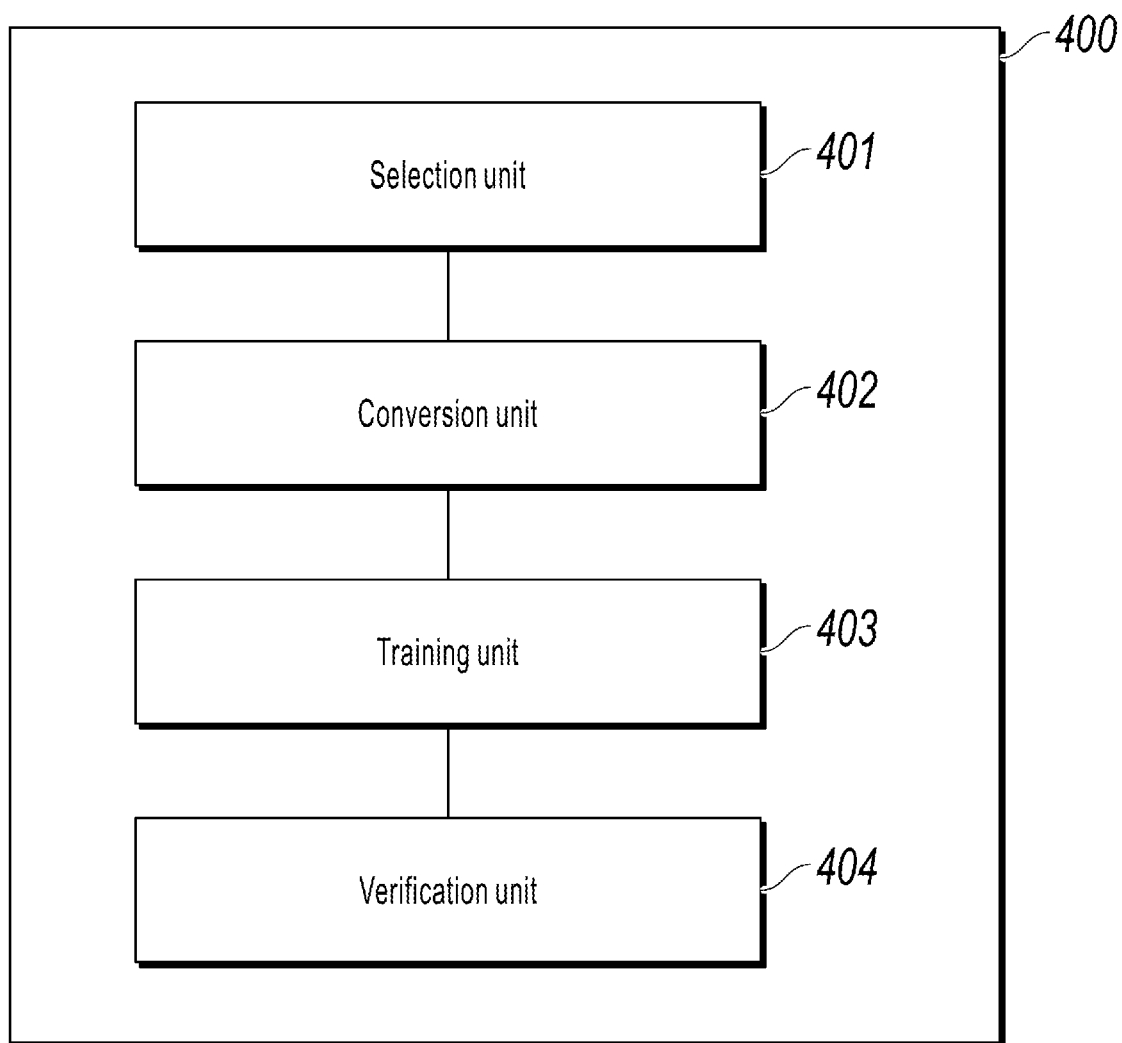 400
Selection unit
401
Conversion unit
402
Training unit
403
Verification unit
404